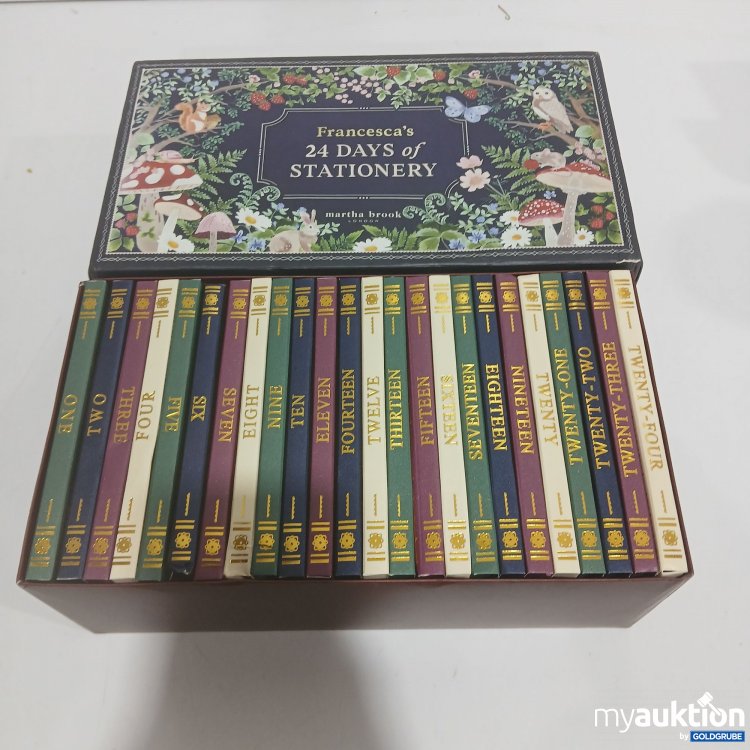 Francesca's
24 DAYS of
STATIONERY
martha brook
LONDON
ONE
TWO
THREE
FOUR
FIVE
SIX
SEVEN
EIGHT
NINE
TEN
ELEVEN
FOURTEEN
TWELVE
THIRTEEN
FIFTEEN
SIXTEEN
SEVENTEEN
EIGHTEEN
NINETEEN
TWENTY
TWENTY-ONE
TWENTY-TWO
TWENTY-THREE
TWENTY-FOUR
myauktion
by GOLDGRUBE